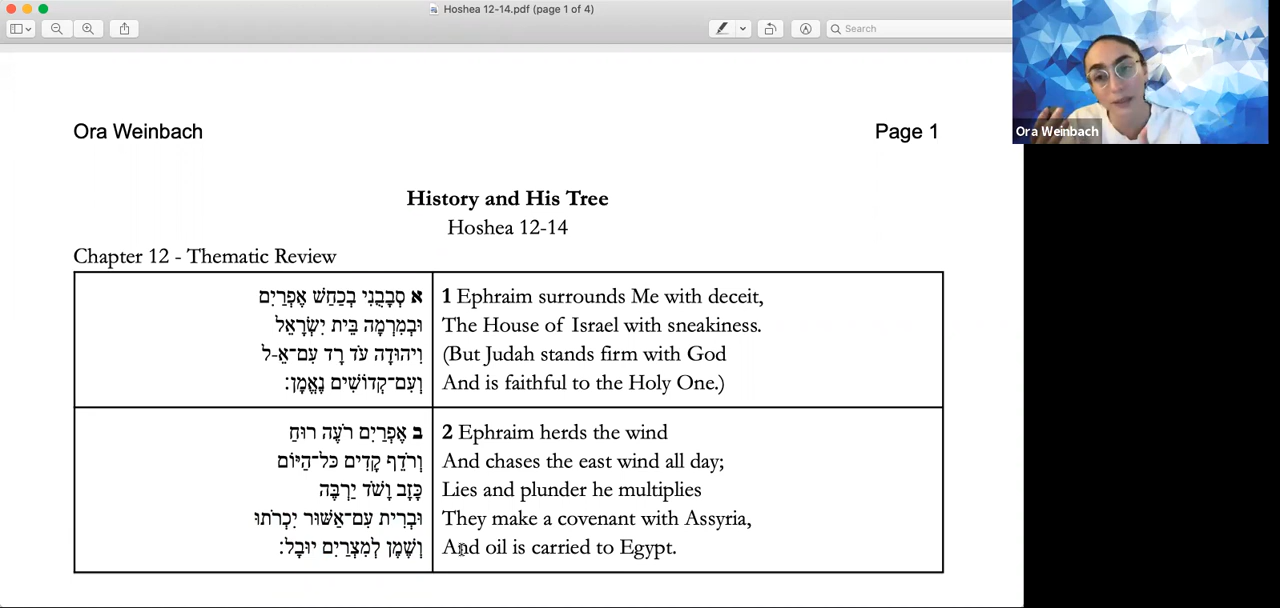 Hoshea 12-14.pdf (page 1 of 4)
Search
Ora Weinbach
Ora Weinbach Page 1
History and His Tree
Hoshea 12-14
Chapter 12 - Thematic Review
א סְבָבֻנִי בְכַחַשׁ אֶפְרַיִם
וּבְמִרְמָה בֵּית יִשְׂרָאֵל
וִיהוּדָה עֹד רָד עִם־אֵ-ל
וְעִם־קְדוֹשִׁים נֶאֱמָן׃
1 Ephraim surrounds Me with deceit,
The House of Israel with sneakiness.
(But Judah stands firm with God
And is faithful to the Holy One.)
ב אֶפְרַיִם רֹעֶה רוּחַ
וְרֹדֵף קָדִים כׇּל־הַיּוֹם
כָּזָב וָשֹׁד יַרְבֶּה
וּבְרִית עִם־אַשּׁוּר יִכְרֹתוּ
וְשֶׁמֶן לְמִצְרַיִם יוּבָל׃
2 Ephraim herds the wind
And chases the east wind all day;
Lies and plunder he multiplies
They make a covenant with Assyria,
And oil is carried to Egypt.